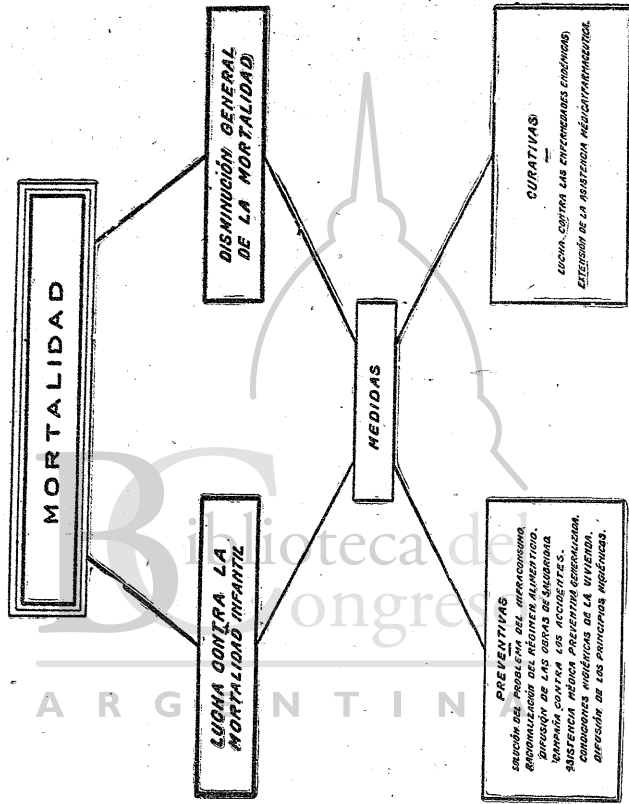 MORTALIDAD
LUCHA CONTRA LA
MORTALIDAD INFANTIL
DISMINUCIÓN GENERAL
DE LA MORTALIDAD
MEDIDAS
PREVENTIVAS
SOLUCIÓN DEL PROBLEMA DEL INFRACONSUMO.
RACIONALIZACIÓN DEL RÉGIMEN ALIMENTICIO.
DIFUSIÓN DE LAS OBRAS DE SALUBRIDAD.
CAMPAÑA CONTRA LOS ACCIDENTES.
ASISTENCIA MÉDICA PREVENTIVA GENERALIZADA.
CONDICIONES HIGIÉNICAS DE LA VIVIENDA.
DIFUSIÓN DE LOS PRINCIPIOS HIGIÉNICOS.
CURATIVAS
LUCHA CONTRA LAS ENFERMEDADES ENDÉMICAS
EXTENSIÓN DE LA ASISTENCIA MÉDICA Y FARMACEUTICA.
Biblioteca del
Congreso
ARGENTINA